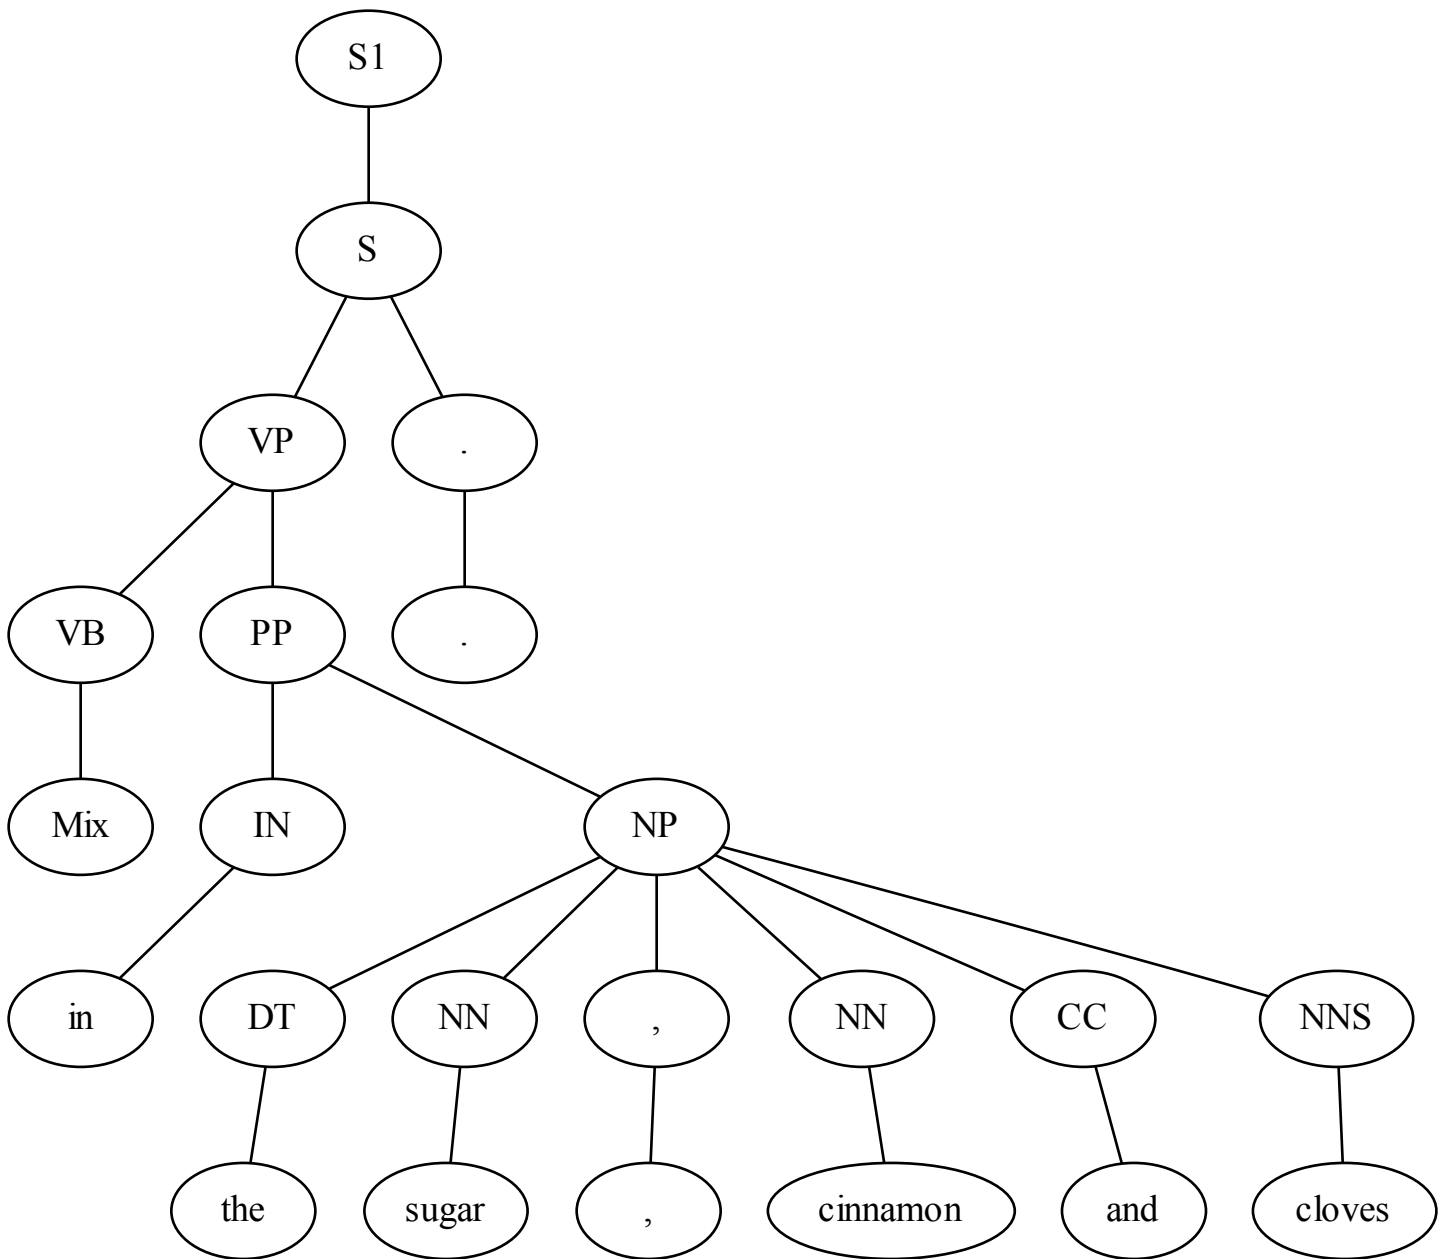 S1
S
VP .
VB PP .
Mix IN NP
in DT NN , NN CC NNS
the sugar , cinnamon and cloves